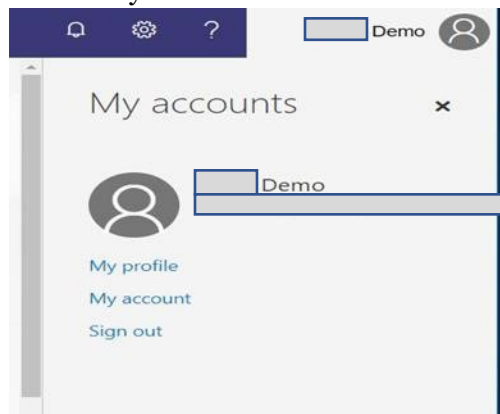 ? Demo
My accounts ×
Demo
My profile
My account
Sign out